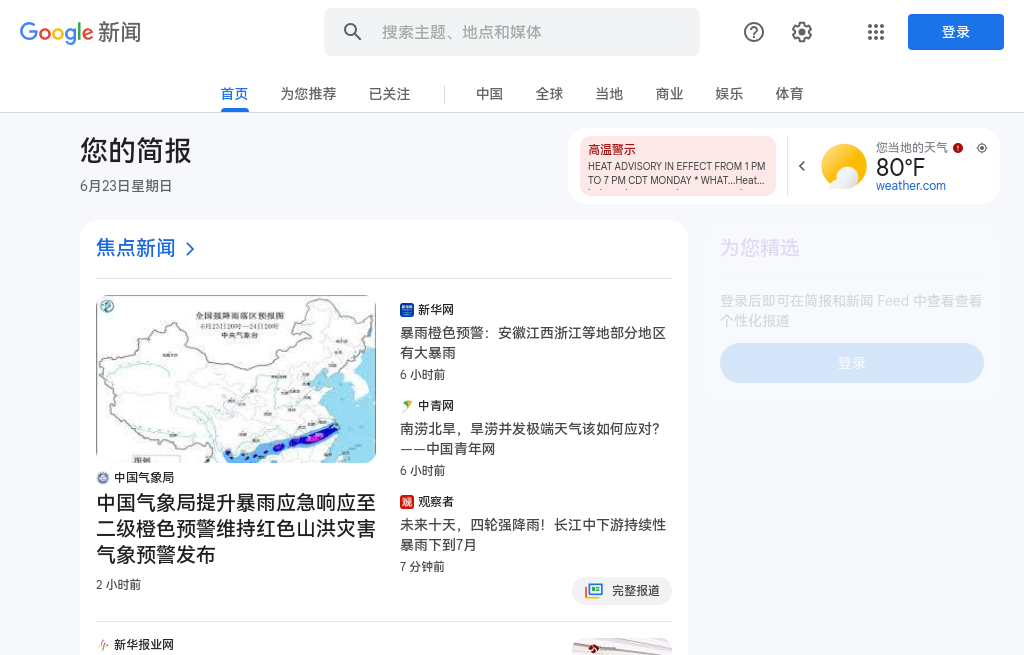 Google 新闻
搜索主题、地点和媒体
登录
首页
为您推荐
已关注
中国
全球
当地
商业
娱乐
体育
您的简报
6月23日星期日
高温警示
HEAT ADVISORY IN EFFECT FROM 1 PM
TO 7 PM CDT MONDAY * WHAT...Heat...
您当地的天气
80°F
weather.com
焦点新闻
全国强降雨落区预报图
6月23日20时—24日20时
中央气象台
中国气象局
中国气象局提升暴雨应急响应至
二级橙色预警维持红色山洪灾害
气象预警发布
2 小时前
新华网
暴雨橙色预警：安徽江西浙江等地部分地区
有大暴雨
6 小时前
中青网
南涝北旱，旱涝并发极端天气该如何应对？
——中国青年网
6 小时前
观察者
未来十天，四轮强降雨！长江中下游持续性
暴雨下到7月
7 分钟前
完整报道
新华报业网
为您精选
登录后即可在简报和新闻 Feed 中查看查看
个性化报道
登录